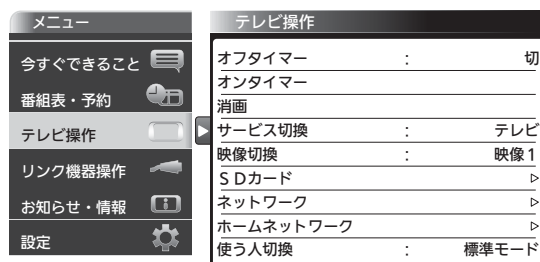 メニュー
今すぐできること
番組表・予約
テレビ操作
リンク機器操作
お知らせ・情報
設定
テレビ操作
オフタイマー : 切
オンタイマー
消画
サービス切換 : テレビ
映像切換 : 映像1
SDカード
ネットワーク
ホームネットワーク
使う人切換 : 標準モード